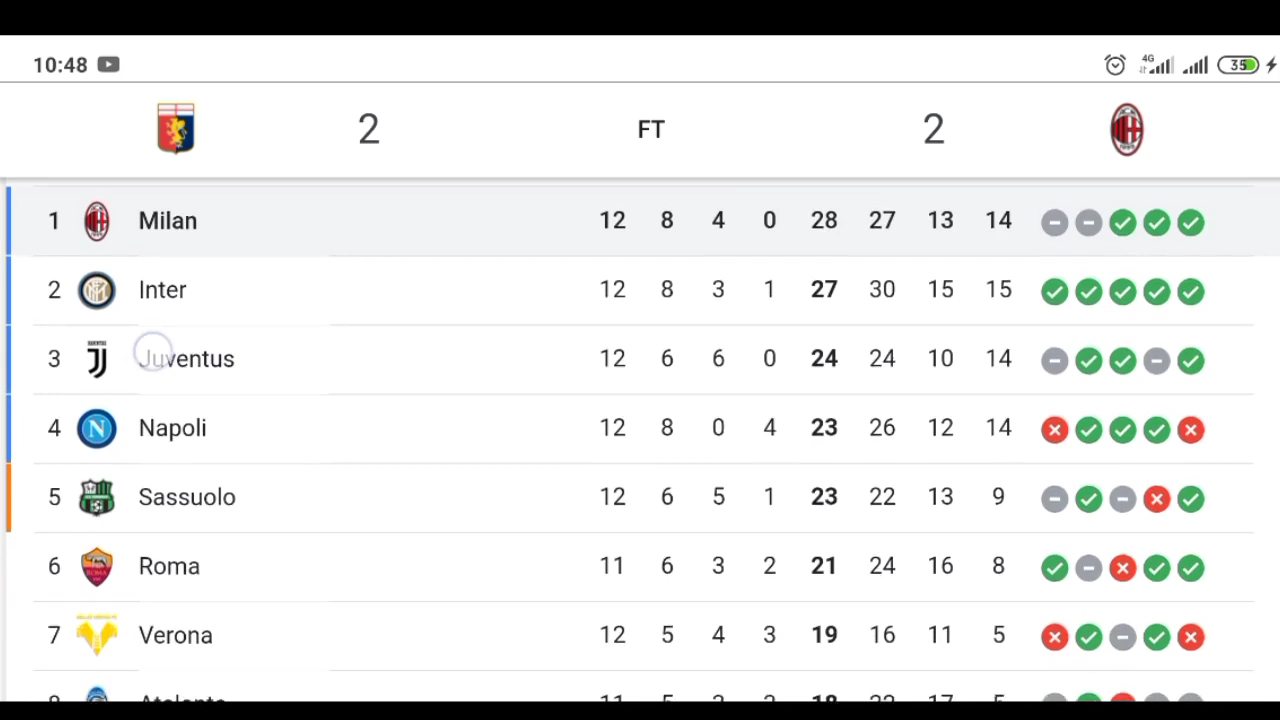 10:48 4G 35
2 FT 2
1 Milan 12 8 4 0 28 27 13 14
2 Inter 12 8 3 1 27 30 15 15
3 Juventus 12 6 6 0 24 24 10 14
4 Napoli 12 8 0 4 23 26 12 14
5 Sassuolo 12 6 5 1 23 22 13 9
6 Roma 11 6 3 2 21 24 16 8
7 Verona 12 5 4 3 19 16 11 5